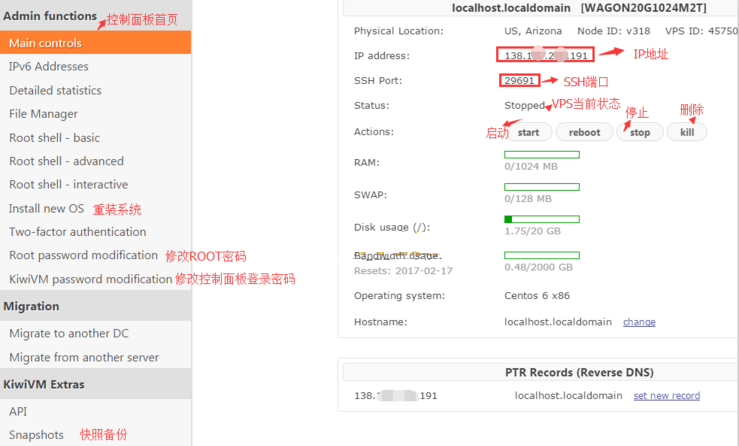 Admin functions
控制面板首页
Main controls
IPv6 Addresses
Detailed statistics
File Manager
Root shell - basic
Root shell - advanced
Root shell - interactive
Install new OS 重装系统
Two-factor authentication
Root password modification 修改ROOT密码
KiwiVM password modification 修改控制面板登录密码
Migration
Migrate to another DC
Migrate from another server
KiwiVM Extras
API
Snapshots 快照备份
localhost.localdomain [WAGON20G1024M2T]
Physical Location: US, Arizona Node ID: v318 VPS ID: 45750
IP address: 138.1 .191 IP地址
SSH Port: 29691 SSH端口
Status: Stopped VPS当前状态
停止 删除
Actions: 启动 start reboot stop kill
RAM:
0/1024 MB
SWAP:
0/128 MB
Disk usage (/):
1.75/20 GB
Bandwidth usage:
Resets: 2017-02-17 0.48/2000 GB
Operating system: Centos 6 x86
Hostname: localhost.localdomain change
PTR Records (Reverse DNS)
138. .191 localhost.localdomain set new record